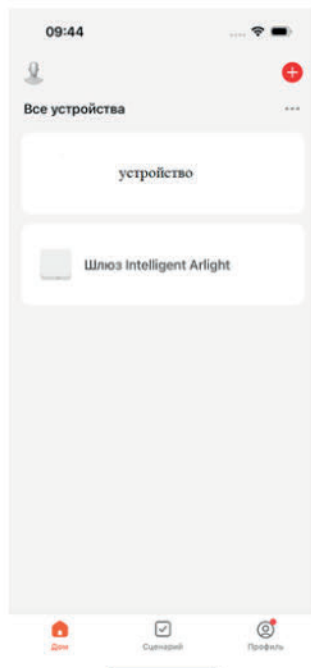 09:44
Все устройства
устройство
Шлюз Intelligent Arlight
Дом
Сценарий
Профиль